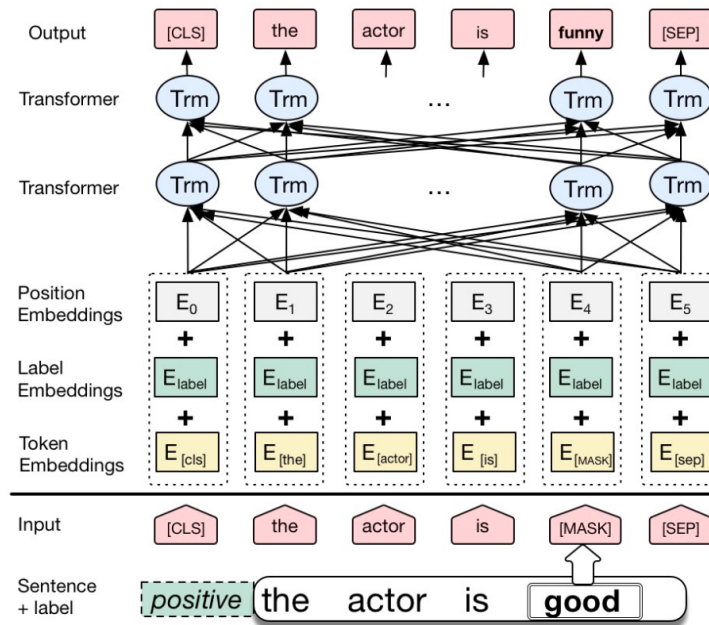 Output [CLS] the actor is funny [SEP]
Transformer Trm Trm ... Trm Trm
Transformer Trm Trm ... Trm Trm
Position Embeddings E0 E1 E2 E3 E4 E5
+ + + + + +
Label Embeddings Elabel Elabel Elabel Elabel Elabel Elabel
+ + + + + +
Token Embeddings E[cls] E[the] E[actor] E[is] E[MASK] E[sep]
Input [CLS] the actor is [MASK] [SEP]
Sentence + label positive the actor is good